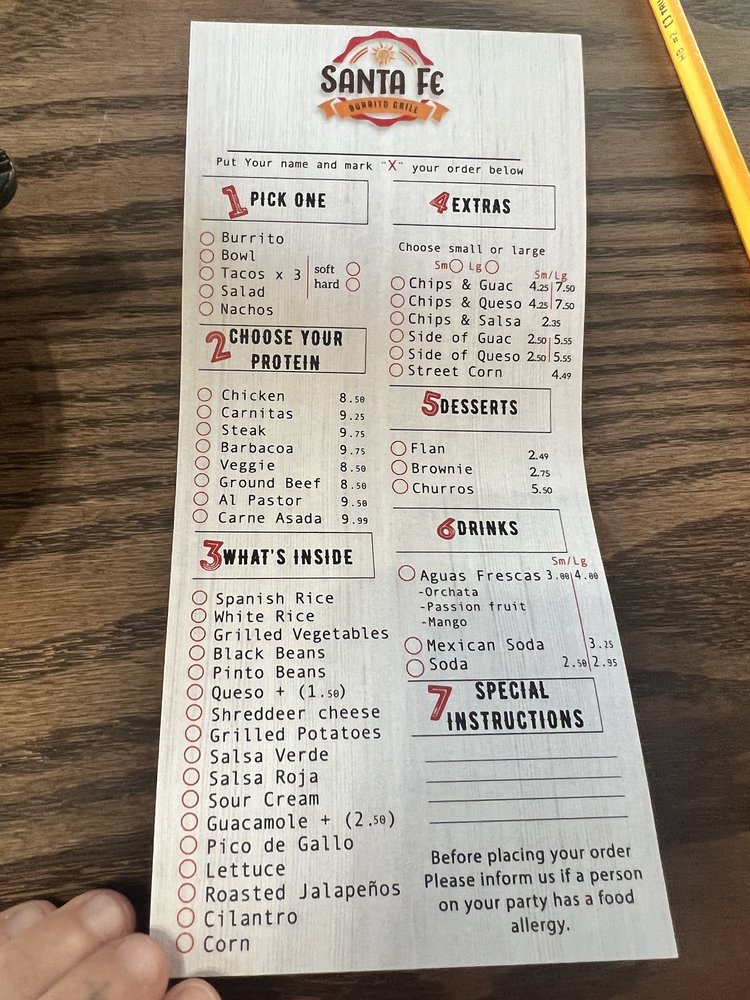 SANTA FE
BURRITO GRILL
Put Your name and mark "X" your order below
1 PICK ONE
Burrito
Bowl
Tacos x 3 soft
hard
Salad
Nachos
2 CHOOSE YOUR
PROTEIN
Chicken 8.50
Carnitas 9.25
Steak 9.75
Barbacoa 9.75
Veggie 8.50
Ground Beef 8.50
Al Pastor 9.50
Carne Asada 9.99
3 WHAT'S INSIDE
Spanish Rice
White Rice
Grilled Vegetables
Black Beans
Pinto Beans
Queso + (1.50)
Shreddeer cheese
Grilled Potatoes
Salsa Verde
Salsa Roja
Sour Cream
Guacamole + (2.50)
Pico de Gallo
Lettuce
Roasted Jalapeños
Cilantro
Corn
4 EXTRAS
Choose small or large
Sm Lg
Sm/Lg
Chips & Guac 4.25 7.50
Chips & Queso 4.25 7.50
Chips & Salsa 2.35
Side of Guac 2.50 5.55
Side of Queso 2.50 5.55
Street Corn 4.49
5 DESSERTS
Flan 2.49
Brownie 2.75
Churros 5.50
6 DRINKS
Sm/Lg
Aguas Frescas 3.00 4.00
-Orchata
-Passion fruit
-Mango
Mexican Soda 3.25
Soda 2.50 2.95
7 SPECIAL
INSTRUCTIONS
Before placing your order
Please inform us if a person
on your party has a food
allergy.
HB #2